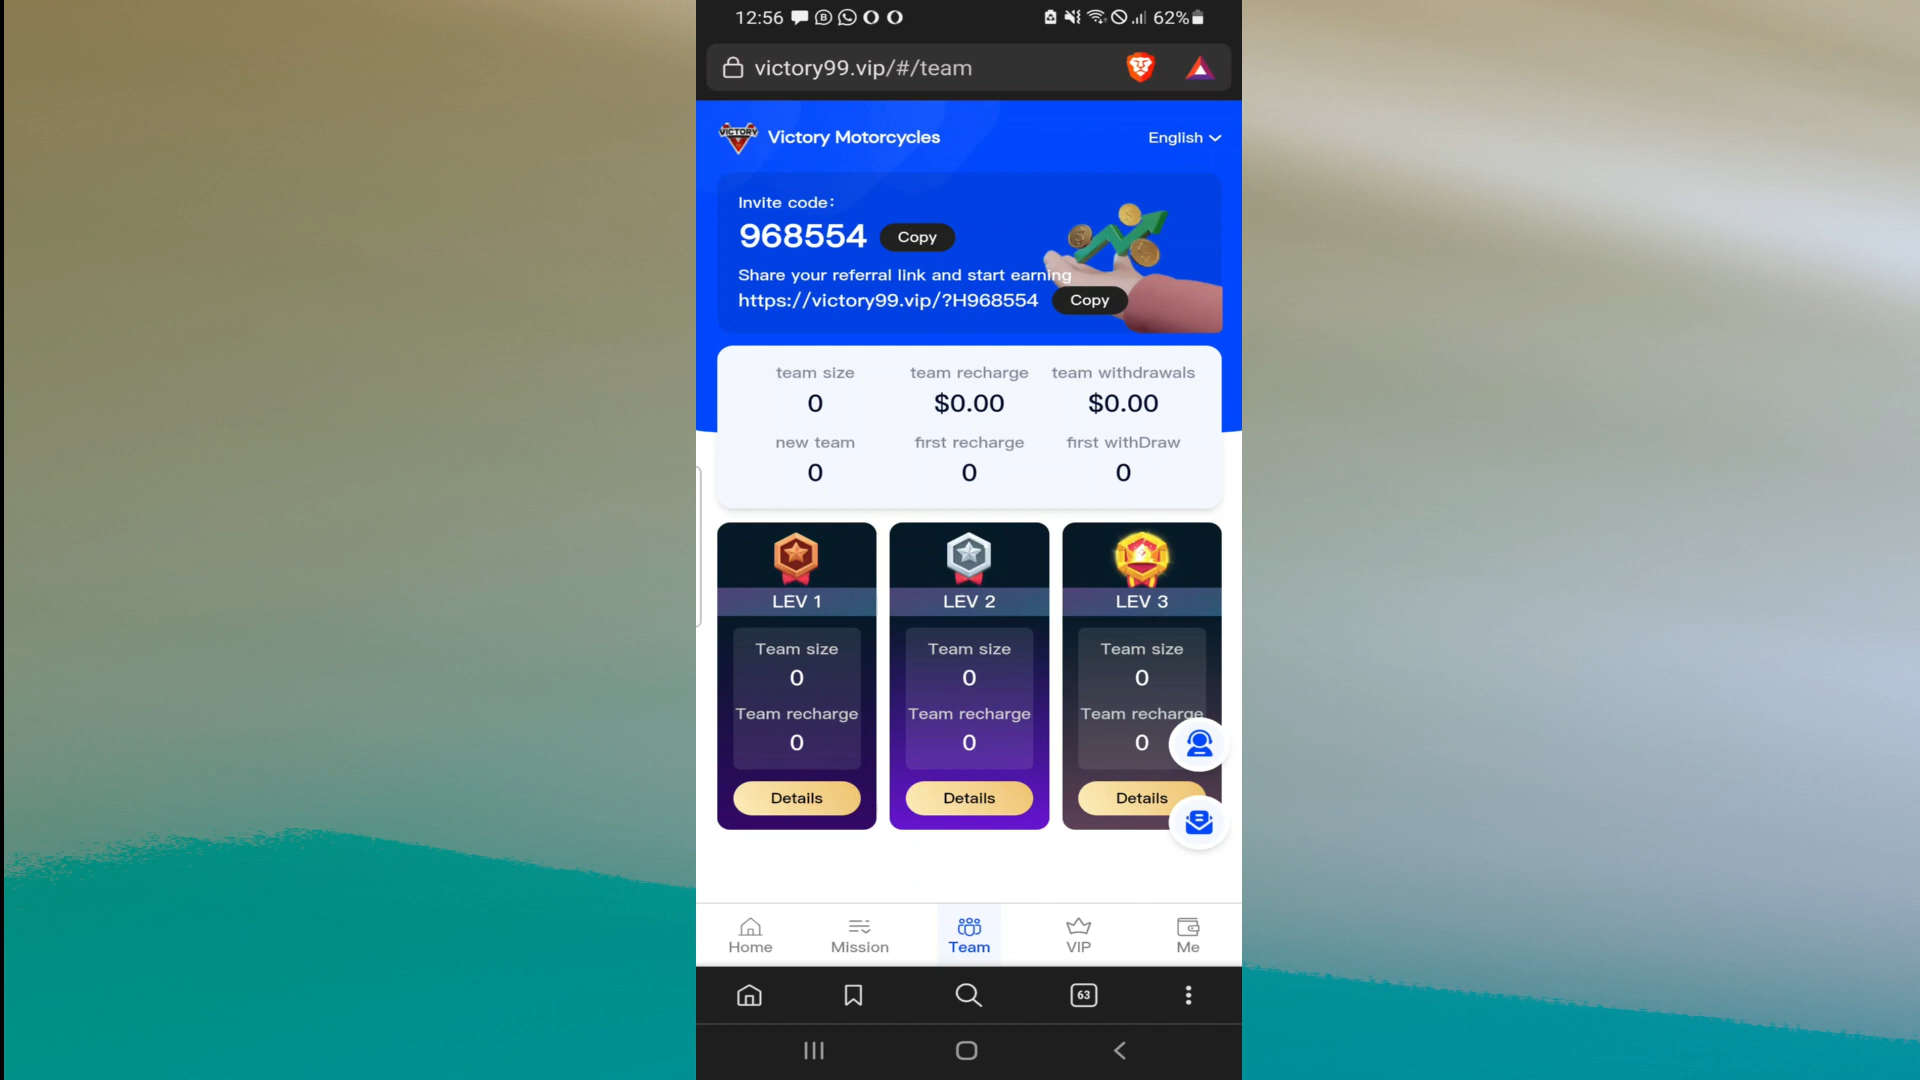 12:56
62%
victory99.vip/#/team
VICTORY
Victory Motorcycles
English
Invite code:
968554
Copy
Share your referral link and start earning
https://victory99.vip/?H968554
Copy
team size
team recharge
team withdrawals
0
$0.00
$0.00
new team
first recharge
first withDraw
0
0
0
LEV 1
LEV 2
LEV 3
Team size
Team size
Team size
0
0
0
Team recharge
Team recharge
Team recharge
0
0
0
Details
Details
Details
Home
Mission
Team
VIP
Me
63